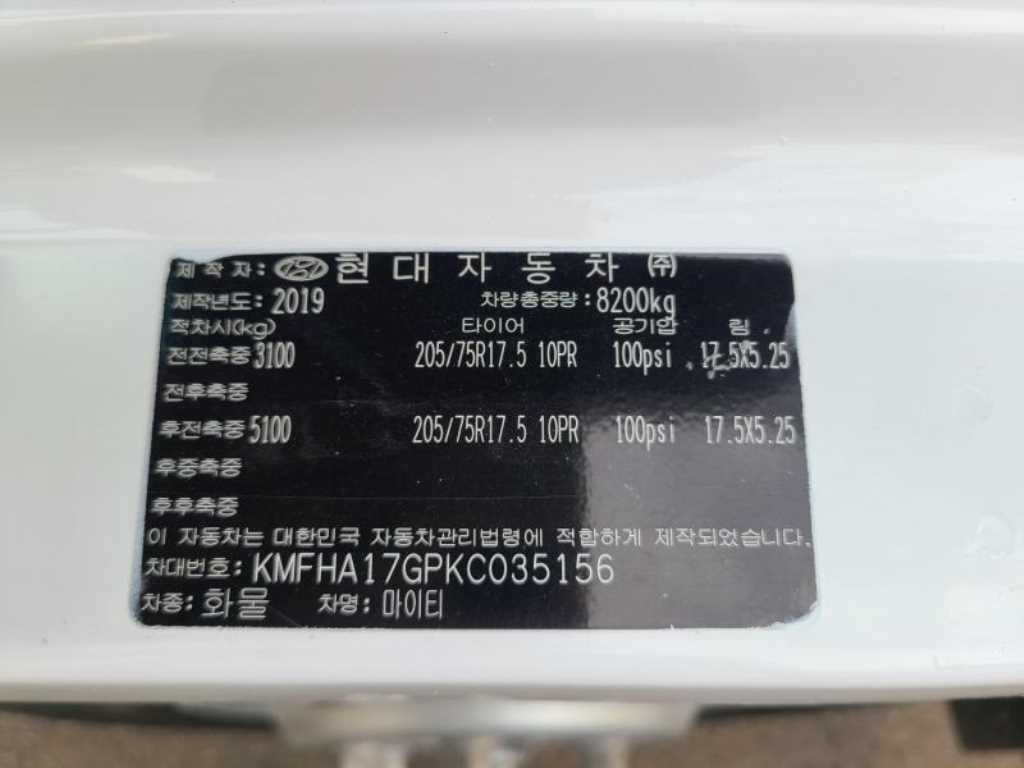 제작자: 현대자동차 ㈜
제작년도: 2019 차량총중량: 8200kg
적차시(kg) 타이어 공기압 림
전전축중 3100 205/75R17.5 10PR 100psi 17.5X5.25
전후축중
후전축중 5100 205/75R17.5 10PR 100psi 17.5X5.25
후중축중
후후축중
이 자동차는 대한민국 자동차관리법령에 적합하게 제작되었습니다.
차대번호: KMFHA17GPKC035156
차종: 화물 차명: 마이티